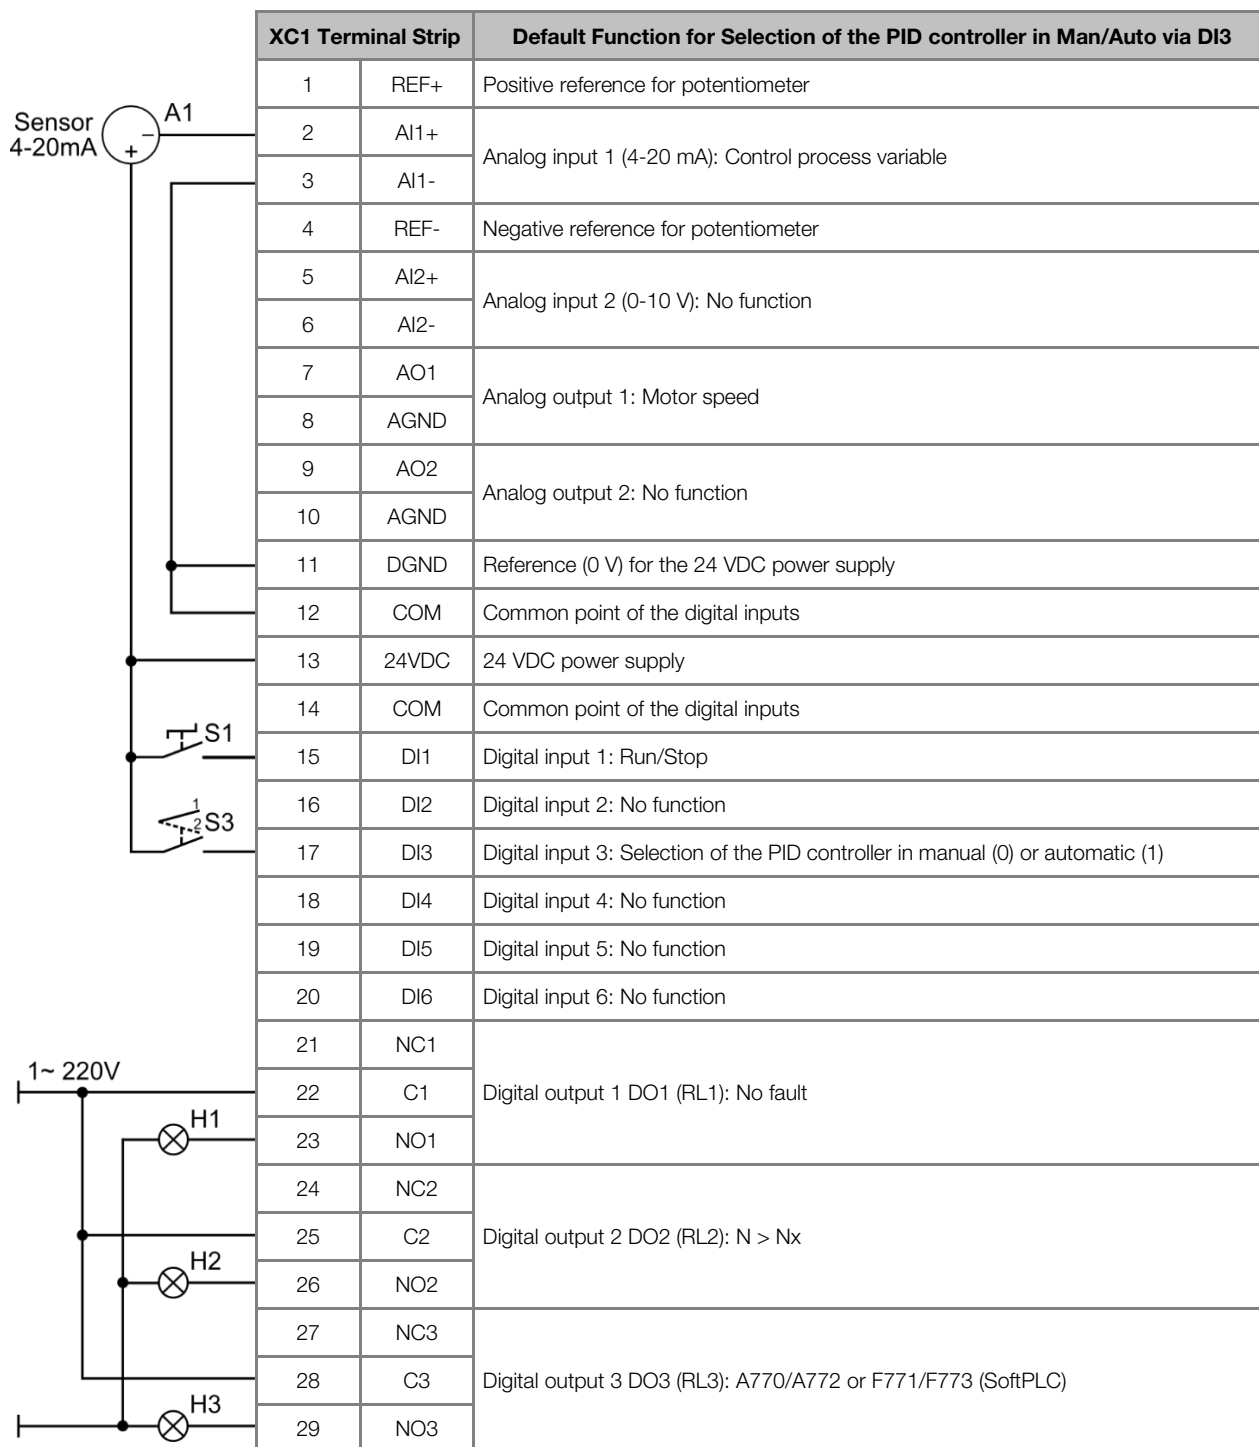 XC1 Terminal Strip Default Function for Selection of the PID controller in Man/Auto via DI3
1 REF+ Positive reference for potentiometer
Sensor
4-20mA
A1
+
−
2 AI1+
Analog input 1 (4-20 mA): Control process variable
3 AI1-
4 REF- Negative reference for potentiometer
5 AI2+
Analog input 2 (0-10 V): No function
6 AI2-
7 AO1
Analog output 1: Motor speed
8 AGND
9 AO2
Analog output 2: No function
10 AGND
11 DGND Reference (0 V) for the 24 VDC power supply
12 COM Common point of the digital inputs
13 24VDC 24 VDC power supply
14 COM Common point of the digital inputs
S1
15 DI1 Digital input 1: Run/Stop
16 DI2 Digital input 2: No function
1
2
S3
17 DI3 Digital input 3: Selection of the PID controller in manual (0) or automatic (1)
18 DI4 Digital input 4: No function
19 DI5 Digital input 5: No function
20 DI6 Digital input 6: No function
21 NC1
1~ 220V
22 C1 Digital output 1 DO1 (RL1): No fault
H1
23 NO1
24 NC2
25 C2 Digital output 2 DO2 (RL2): N > Nx
H2
26 NO2
27 NC3
28 C3 Digital output 3 DO3 (RL3): A770/A772 or F771/F773 (SoftPLC)
H3
29 NO3